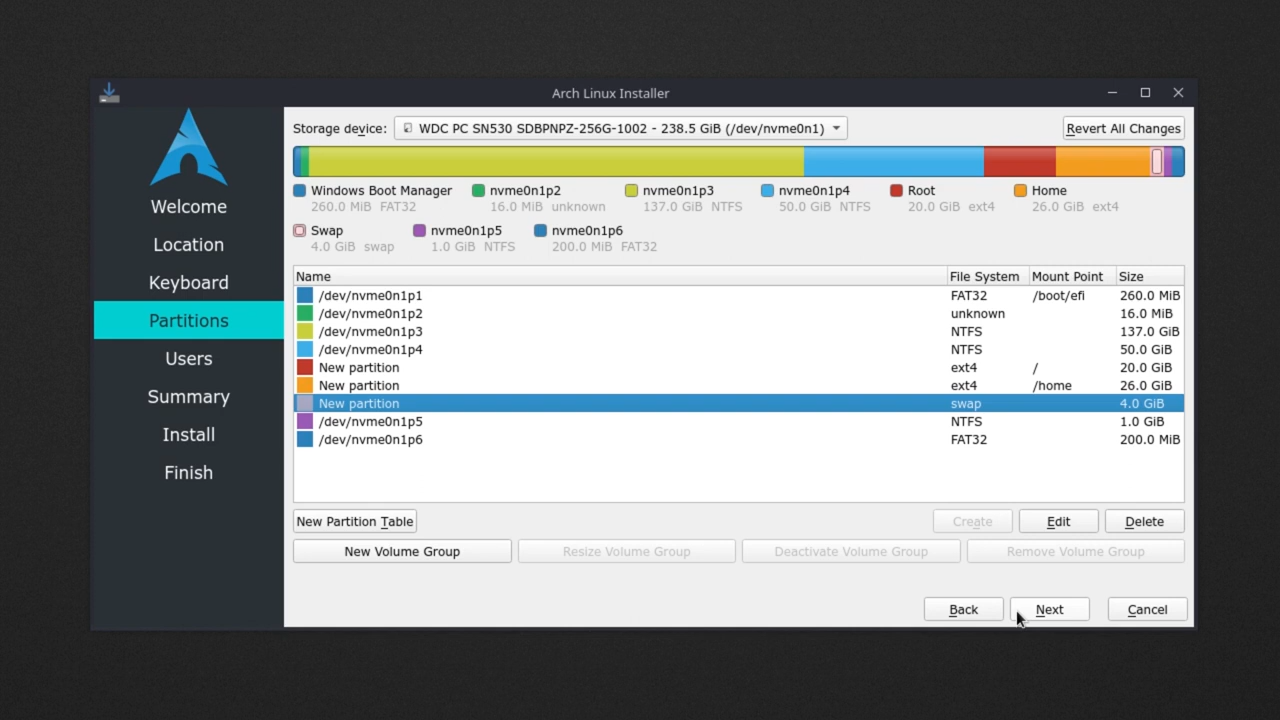 Arch Linux Installer
Welcome
Location
Keyboard
Partitions
Users
Summary
Install
Finish
Storage device: WDC PC SN530 SDBPNPZ-256G-1002 - 238.5 GiB (/dev/nvme0n1) Revert All Changes
Windows Boot Manager nvme0n1p2 nvme0n1p3 nvme0n1p4 Root Home
260.0 MiB FAT32 16.0 MiB unknown 137.0 GiB NTFS 50.0 GiB NTFS 20.0 GiB ext4 26.0 GiB ext4
Swap nvme0n1p5 nvme0n1p6
4.0 GiB swap 1.0 GiB NTFS 200.0 MiB FAT32
Name File System Mount Point Size
/dev/nvme0n1p1 FAT32 /boot/efi 260.0 MiB
/dev/nvme0n1p2 unknown 16.0 MiB
/dev/nvme0n1p3 NTFS 137.0 GiB
/dev/nvme0n1p4 NTFS 50.0 GiB
New partition ext4 / 20.0 GiB
New partition ext4 /home 26.0 GiB
New partition swap 4.0 GiB
/dev/nvme0n1p5 NTFS 1.0 GiB
/dev/nvme0n1p6 FAT32 200.0 MiB
New Partition Table Create Edit Delete
New Volume Group Resize Volume Group Deactivate Volume Group Remove Volume Group
Back Next Cancel